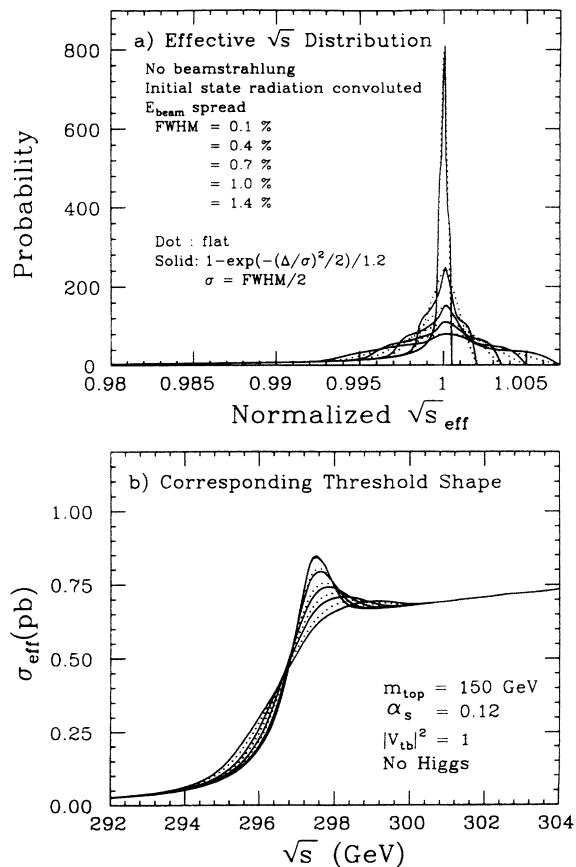 a) Effective √s Distribution
No beamstrahlung
Initial state radiation convoluted
E_beam spread
FWHM = 0.1 %
= 0.4 %
= 0.7 %
= 1.0 %
= 1.4 %
Dot : flat
Solid: 1-exp(-(Δ/σ)²/2)/1.2
σ = FWHM/2
Probability
800
600
400
200
0
0.98 0.985 0.99 0.995 1 1.005
Normalized √s_eff
b) Corresponding Threshold Shape
σ_eff(pb)
1.00
0.75
0.50
0.25
0.00
m_top = 150 GeV
α_s = 0.12
|V_tb|² = 1
No Higgs
292 294 296 298 300 302 304
√s (GeV)